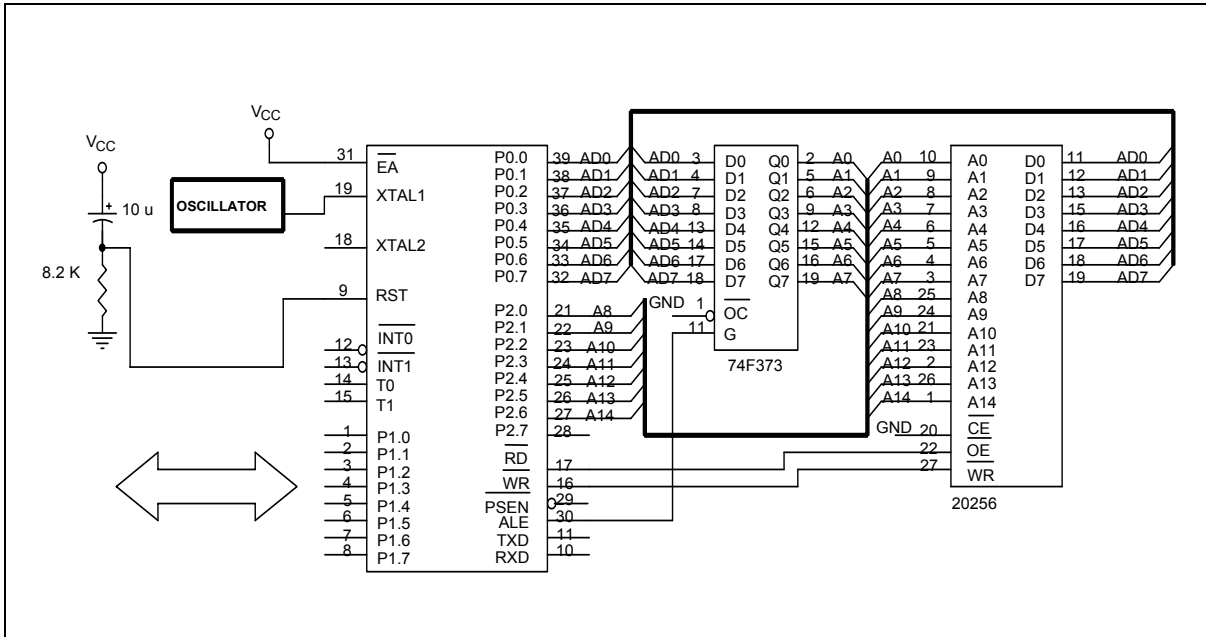 VCC
VCC
+
10 u
8.2 K
OSCILLATOR
31 EA
19 XTAL1
18 XTAL2
9 RST
12 INT0
13 INT1
14 T0
15 T1
1 P1.0
2 P1.1
3 P1.2
4 P1.3
5 P1.4
6 P1.5
7 P1.6
8 P1.7
P0.0 39 AD0
P0.1 38 AD1
P0.2 37 AD2
P0.3 36 AD3
P0.4 35 AD4
P0.5 34 AD5
P0.6 33 AD6
P0.7 32 AD7
P2.0 21 A8
P2.1 22 A9
P2.2 23 A10
P2.3 24 A11
P2.4 25 A12
P2.5 26 A13
P2.6 27 A14
P2.7 28
RD 17
WR 16
PSEN 29
ALE 30
TXD 11
RXD 10
AD0 3 D0 Q0 2 A0
AD1 4 D1 Q1 5 A1
AD2 7 D2 Q2 6 A2
AD3 8 D3 Q3 9 A3
AD4 13 D4 Q4 12 A4
AD5 14 D5 Q5 15 A5
AD6 17 D6 Q6 16 A6
AD7 18 D7 Q7 19 A7
GND 1 OC
11 G
74F373
A0 10 A0 D0 11 AD0
A1 9 A1 D1 12 AD1
A2 8 A2 D2 13 AD2
A3 7 A3 D3 15 AD3
A4 6 A4 D4 16 AD4
A5 5 A5 D5 17 AD5
A6 4 A6 D6 18 AD6
A7 3 A7 D7 19 AD7
A8 25 A8
A9 24 A9
A10 21 A10
A11 23 A11
A12 2 A12
A13 26 A13
A14 1 A14
GND 20 CE
22 OE
27 WR
20256